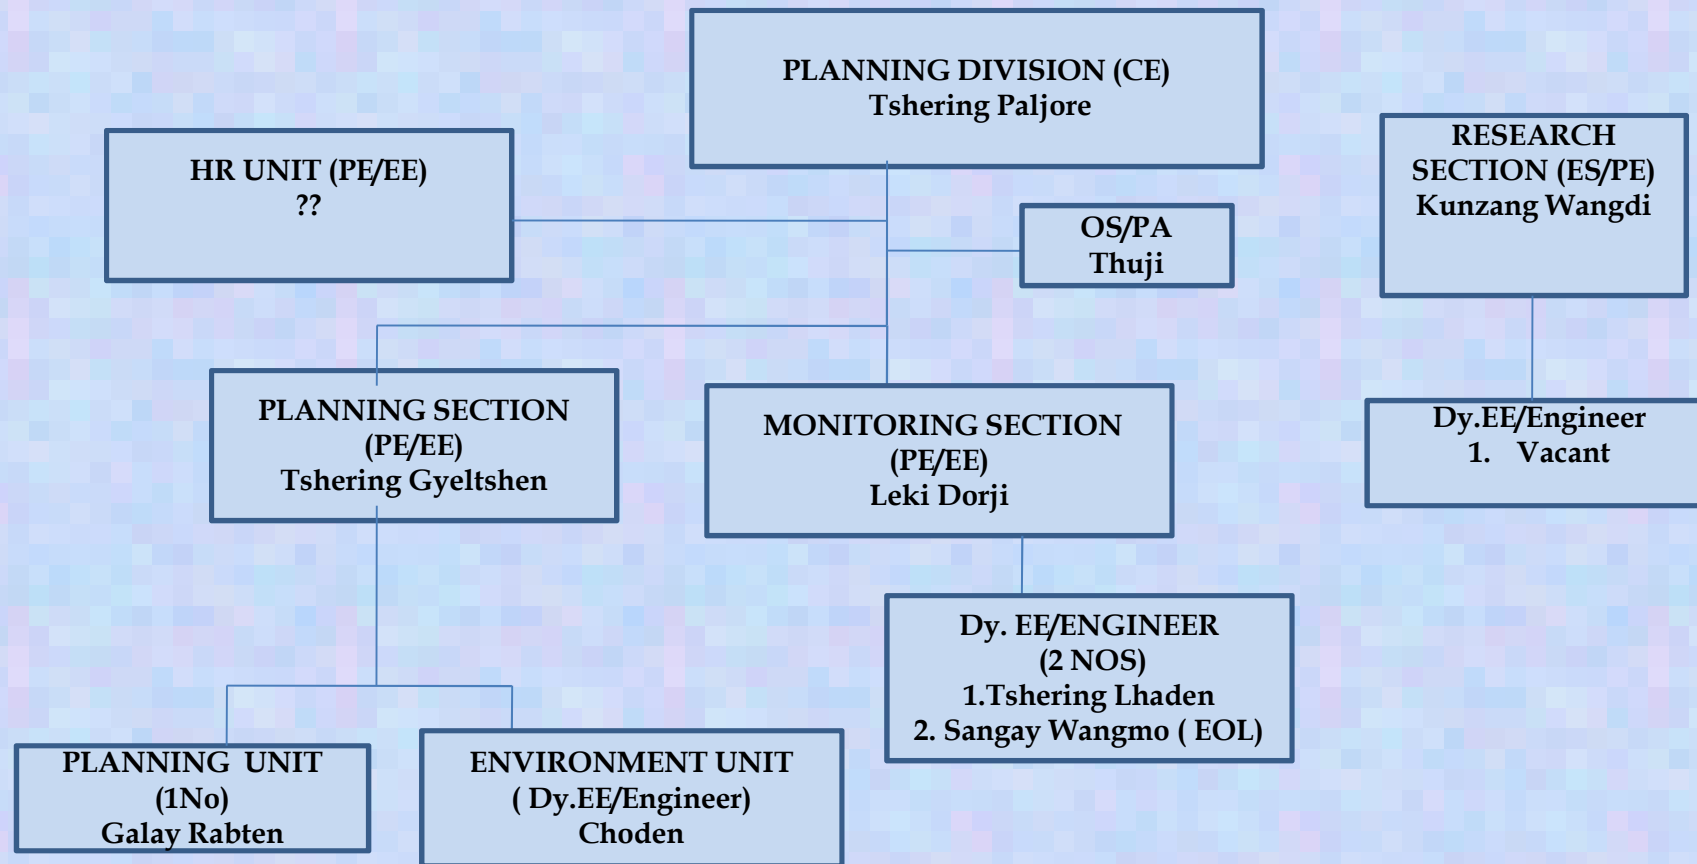 PLANNING DIVISION (CE)
Tshering Paljore
HR UNIT (PE/EE)
??
RESEARCH
SECTION (ES/PE)
Kunzang Wangdi
OS/PA
Thuji
PLANNING SECTION
(PE/EE)
Tshering Gyeltshen
MONITORING SECTION
(PE/EE)
Leki Dorji
Dy.EE/Engineer
1. Vacant
Dy. EE/ENGINEER
(2 NOS)
1.Tshering Lhaden
2. Sangay Wangmo ( EOL)
PLANNING UNIT
(1No)
Galay Rabten
ENVIRONMENT UNIT
( Dy.EE/Engineer)
Choden